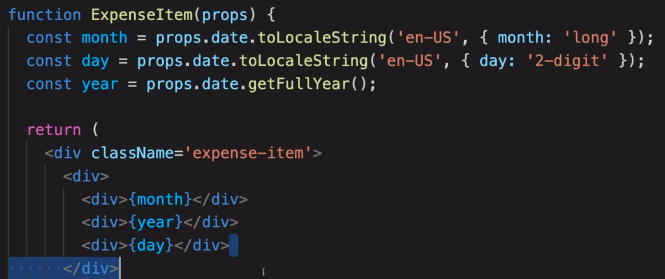 function ExpenseItem(props) {
  const month = props.date.toLocaleString('en-US', { month: 'long' });
  const day = props.date.toLocaleString('en-US', { day: '2-digit' });
  const year = props.date.getFullYear();

  return (
    <div className='expense-item'>
      <div>
        <div>{month}</div>
        <div>{year}</div>
        <div>{day}</div>
      </div>